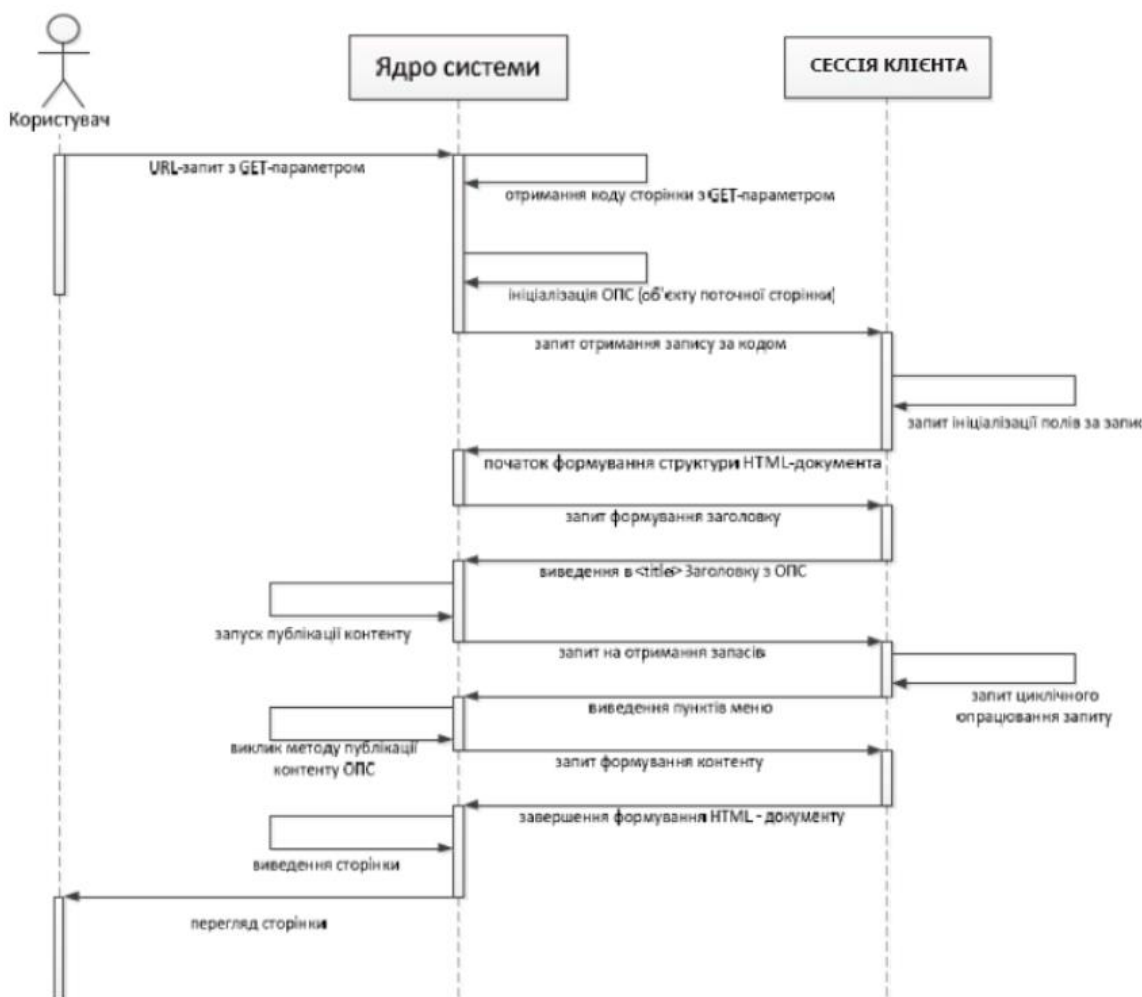 Ядро системи
СЕССІЯ КЛІЄНТА
Користувач
URL-запит з GET-параметром
отримання коду сторінки з GET-параметром
ініціалізація ОПС (об'єкту поточної сторінки)
запит отримання запису за кодом
запит ініціалізації полів за запис
початок формування структури HTML-документа
запит формування заголовку
виведення в <title> Заголовку з ОПС
запуск публікації контенту
запит на отримання запасів
запит циклічного
опрацювання запиту
виведення пунктів меню
виклик методу публікації
контенту ОПС
запит формування контенту
завершення формування HTML - документу
виведення сторінки
перегляд сторінки